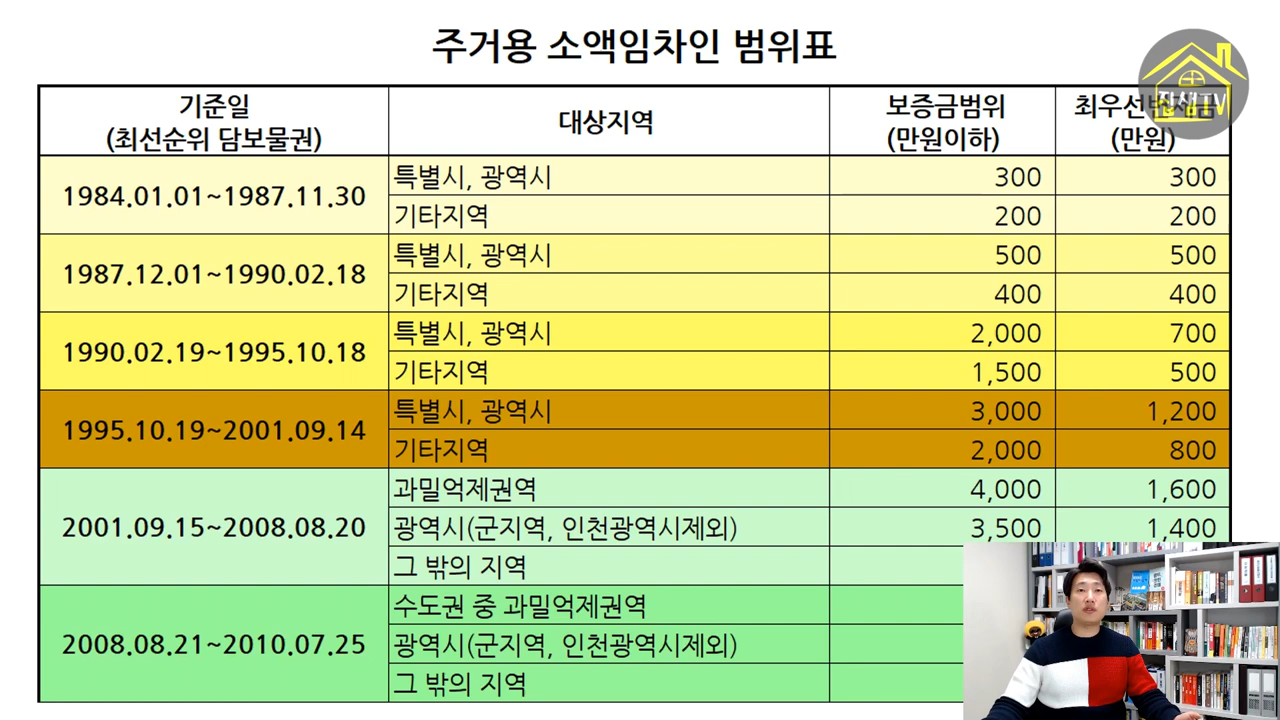 주거용 소액임차인 범위표
집샘TV
기준일
(최선순위 담보물권)
대상지역
보증금범위
(만원이하)
최우선변제금
(만원)
1984.01.01~1987.11.30
특별시, 광역시 300 300
기타지역 200 200
1987.12.01~1990.02.18
특별시, 광역시 500 500
기타지역 400 400
1990.02.19~1995.10.18
특별시, 광역시 2,000 700
기타지역 1,500 500
1995.10.19~2001.09.14
특별시, 광역시 3,000 1,200
기타지역 2,000 800
2001.09.15~2008.08.20
과밀억제권역 4,000 1,600
광역시(군지역, 인천광역시제외) 3,500 1,400
그 밖의 지역
2008.08.21~2010.07.25
수도권 중 과밀억제권역
광역시(군지역, 인천광역시제외)
그 밖의 지역